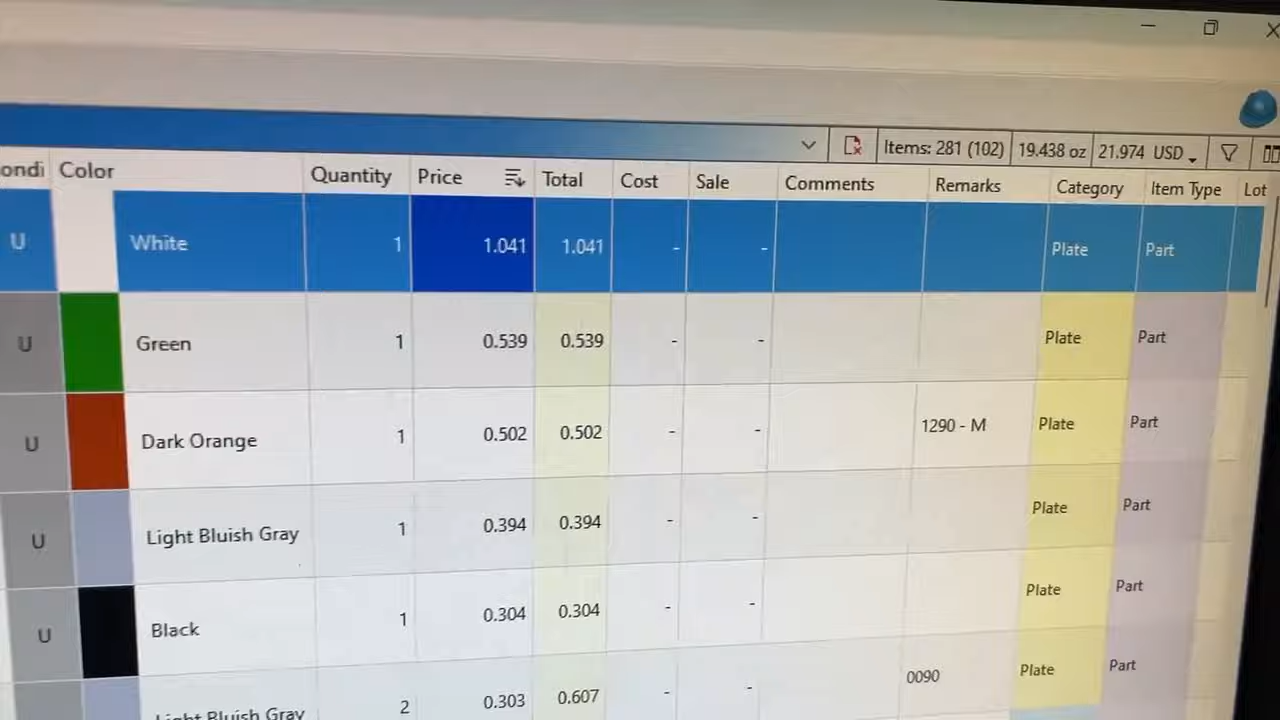 Items: 281 (102) 19.438 oz 21.974 USD
ondi Color Quantity Price Total Cost Sale Comments Remarks Category Item Type Lot
U White 1 1.041 1.041 - - Plate Part
U Green 1 0.539 0.539 - - Plate Part
U Dark Orange 1 0.502 0.502 - - 1290 - M Plate Part
U Light Bluish Gray 1 0.394 0.394 - - Plate Part
U Black 1 0.304 0.304 - - Plate Part
Light Bluish Gray 2 0.303 0.607 - - 0090 Plate Part